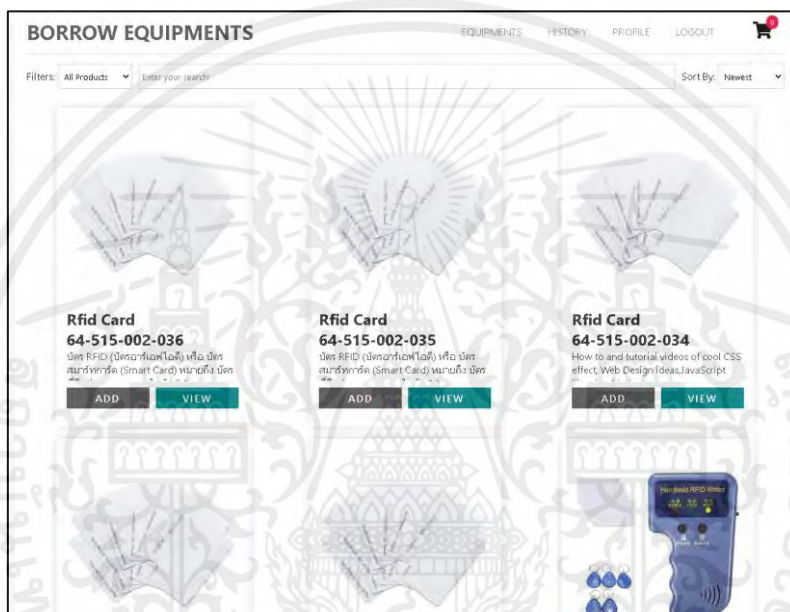 BORROW EQUIPMENTS
EQUIPMENTS HISTORY PROFILE LOGOUT 0
Filters: All Products Enter your search! Sort By: Newest
Rfid Card
64-515-002-036
บัตร RFID (บัตรอาร์เอฟไอดี) หรือ บัตร
สมาร์ทการ์ด (Smart Card) หมายถึง บัตร
ADD VIEW
Rfid Card
64-515-002-035
บัตร RFID (บัตรอาร์เอฟไอดี) หรือ บัตร
สมาร์ทการ์ด (Smart Card) หมายถึง บัตร
ADD VIEW
Rfid Card
64-515-002-034
How to and tutorial videos of cool CSS
effect, Web Design Ideas,JavaScript
ADD VIEW
Handheld RFID Writer